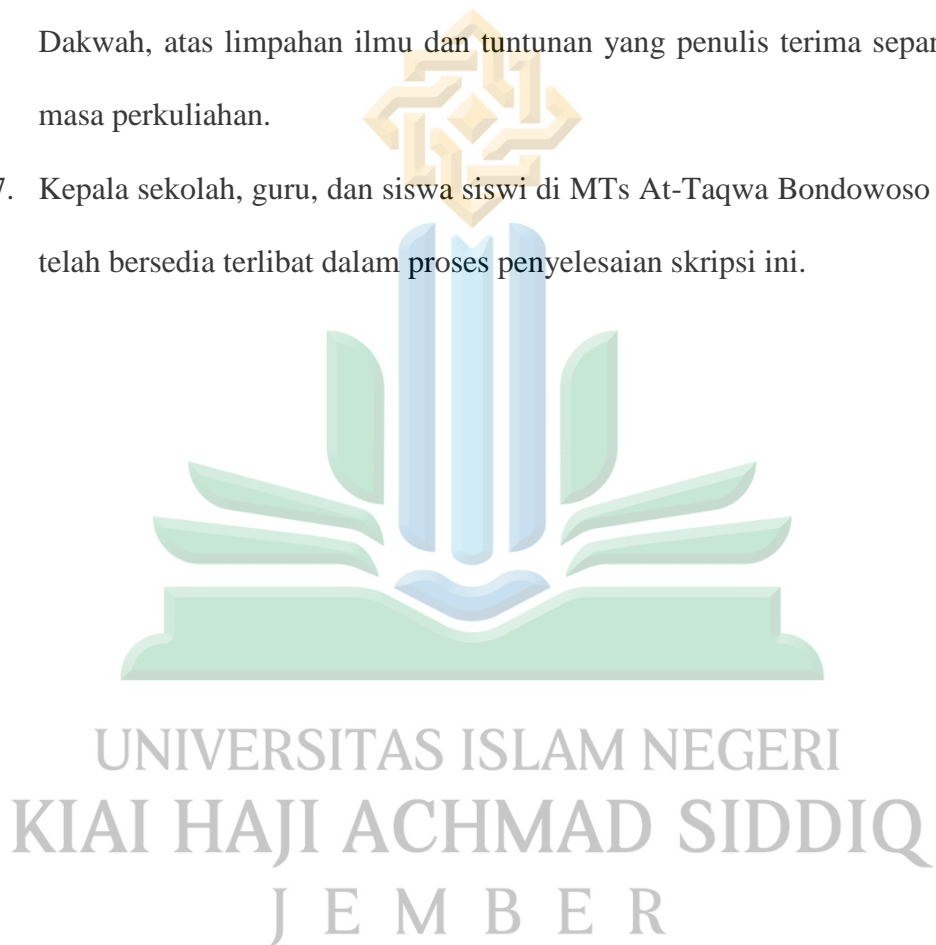 Dakwah, atas limpahan ilmu dan tuntunan yang penulis terima
masa perkuliahan.
7. Kepala sekolah, guru, dan siswa siswi di MTs At-Taqwa Bondowoso
telah bersedia terlibat dalam proses penyelesaian skripsi ini.
UNIVERSITAS ISLAM NEGERI
KIAI HAJI ACHMAD SIDDIQ
JEMBER